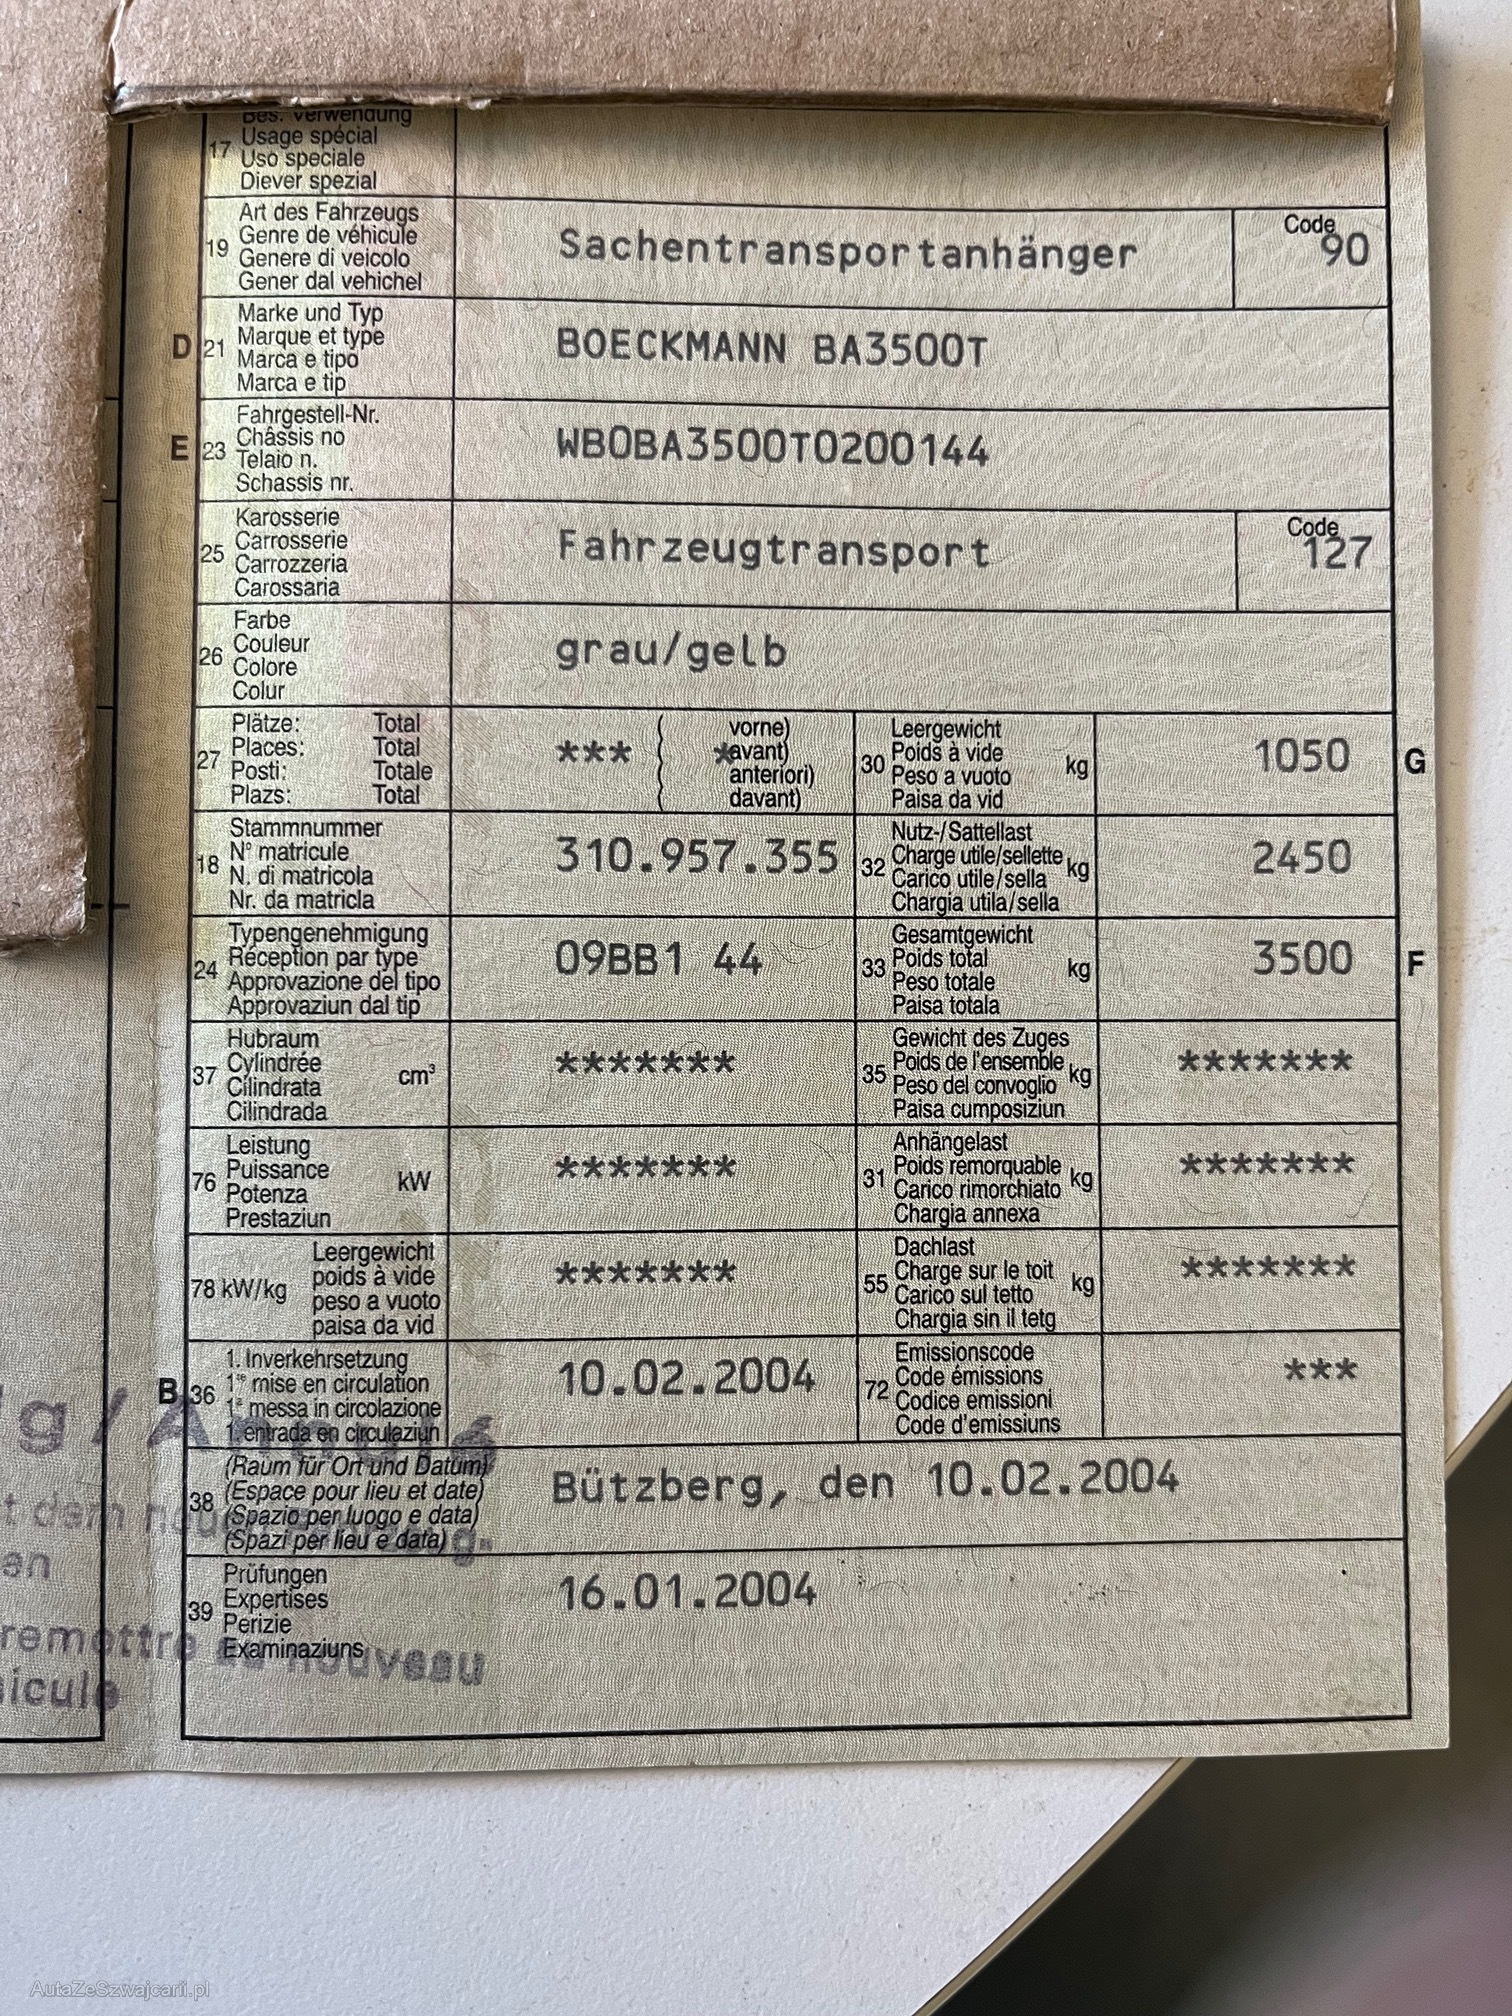 Bes. Verwendung
17 Usage spécial
Uso speciale
Diever spezial
Art des Fahrzeugs
19 Genre de véhicule
Genere di veicolo
Gener dal vehichel
Sachentransportanhänger
Code
90
Marke und Typ
D 21 Marque et type
Marca e tipo
Marca e tip
BOECKMANN BA3500T
Fahrgestell-Nr.
E 23 Châssis no
Telaio n.
Schassis nr.
WB0BA3500T0200144
Karosserie
25 Carrosserie
Carrozzeria
Carossaria
Fahrzeugtransport
Code
127
Farbe
26 Couleur
Colore
Colur
grau/gelb
Plätze: Total
27 Places: Total
Posti: Totale
Plazs: Total
*** *
vorne)
avant)
anteriori)
davant)
Leergewicht
30 Poids à vide kg
Peso a vuoto
Paisa da vid
1050 G
Stammnummer
18 N° matricule
N. di matricola
Nr. da matricla
310.957.355
Nutz-/Sattellast
32 Charge utile/sellette kg
Carico utile/sella
Chargia utila/sella
2450
Typengenehmigung
24 Réception par type
Approvazione del tipo
Approvaziun dal tip
09BB1 44
Gesamtgewicht
33 Poids total kg
Peso totale
Paisa totala
3500 F
Hubraum
37 Cylindrée cm³
Cilindrata
Cilindrada
*******
Gewicht des Zuges
35 Poids de l'ensemble kg
Peso del convoglio
Paisa cumposiziun
*******
Leistung
76 Puissance kW
Potenza
Prestaziun
*******
Anhängelast
31 Poids remorquable kg
Carico rimorchiato
Chargia annexa
*******
Leergewicht
78 kW/kg poids à vide
peso a vuoto
paisa da vid
*******
Dachlast
55 Charge sur le toit kg
Carico sul tetto
Chargia sin il tetg
*******
1. Inverkehrsetzung
B 36 1re mise en circulation
1a messa in circolazione
1. entrada en circulaziun
10.02.2004
Emissionscode
72 Code émissions
Codice emissioni
Code d'emissiuns
***
g / Annulé
(Raum für Ort und Datum)
38 (Espace pour lieu et date)
(Spazio per luogo e data)
(Spazi per lieu e data)
Bützberg, den 10.02.2004
t dem
en
Prüfungen
39 Expertises
Perizie
Examinaziuns
16.01.2004
remettre au nouveau
icule
AutaZeSzwajcarii.pl